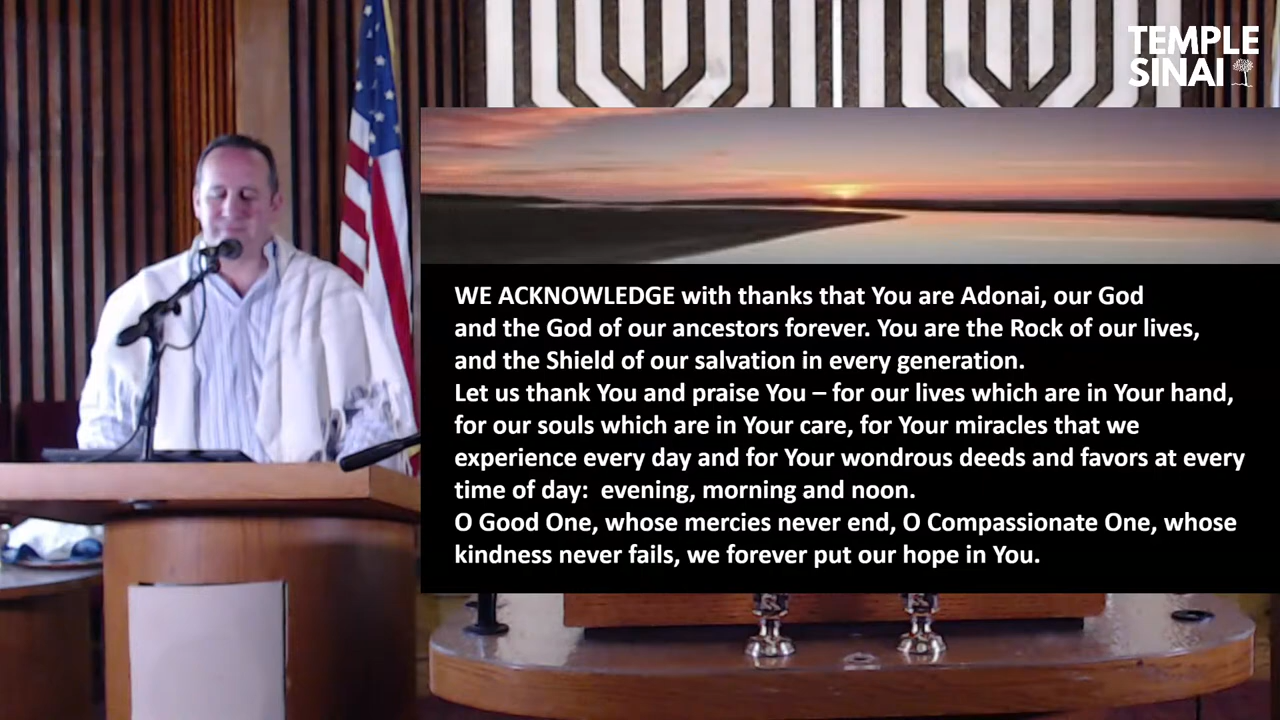 TEMPLE
SINAI
WE ACKNOWLEDGE with thanks that You are Adonai, our God
and the God of our ancestors forever. You are the Rock of our lives,
and the Shield of our salvation in every generation.
Let us thank You and praise You – for our lives which are in Your hand,
for our souls which are in Your care, for Your miracles that we
experience every day and for Your wondrous deeds and favors at every
time of day:  evening, morning and noon.
O Good One, whose mercies never end, O Compassionate One, whose
kindness never fails, we forever put our hope in You.